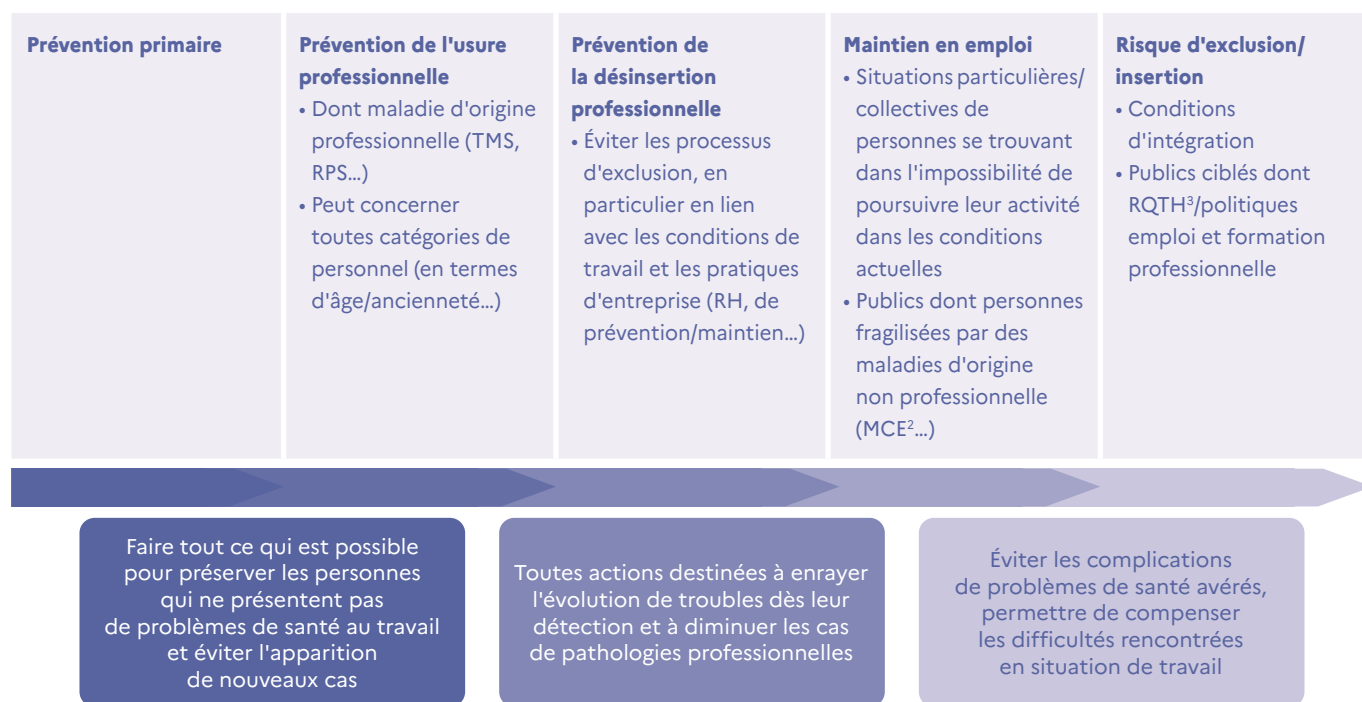 Prévention primaire
Prévention de l'usure
professionnelle
• Dont maladie d'origine
professionnelle (TMS,
RPS…)
• Peut concerner
toutes catégories de
personnel (en termes
d'âge/ancienneté…)
Prévention de
la désinsertion
professionnelle
• Éviter les processus
d'exclusion, en
particulier en lien
avec les conditions de
travail et les pratiques
d'entreprise (RH, de
prévention/maintien…)
Maintien en emploi
• Situations particulières/
collectives de
personnes se trouvant
dans l'impossibilité de
poursuivre leur activité
dans les conditions
actuelles
• Publics dont personnes
fragilisées par des
maladies d'origine
non professionnelle
(MCE²…)
Risque d'exclusion/
insertion
• Conditions
d'intégration
• Publics ciblés dont
RQTH³/politiques
emploi et formation
professionnelle
Faire tout ce qui est possible
pour préserver les personnes
qui ne présentent pas
de problèmes de santé au travail
et éviter l'apparition
de nouveaux cas
Toutes actions destinées à enrayer
l'évolution de troubles dès leur
détection et à diminuer les cas
de pathologies professionnelles
Éviter les complications
de problèmes de santé avérés,
permettre de compenser
les difficultés rencontrées
en situation de travail